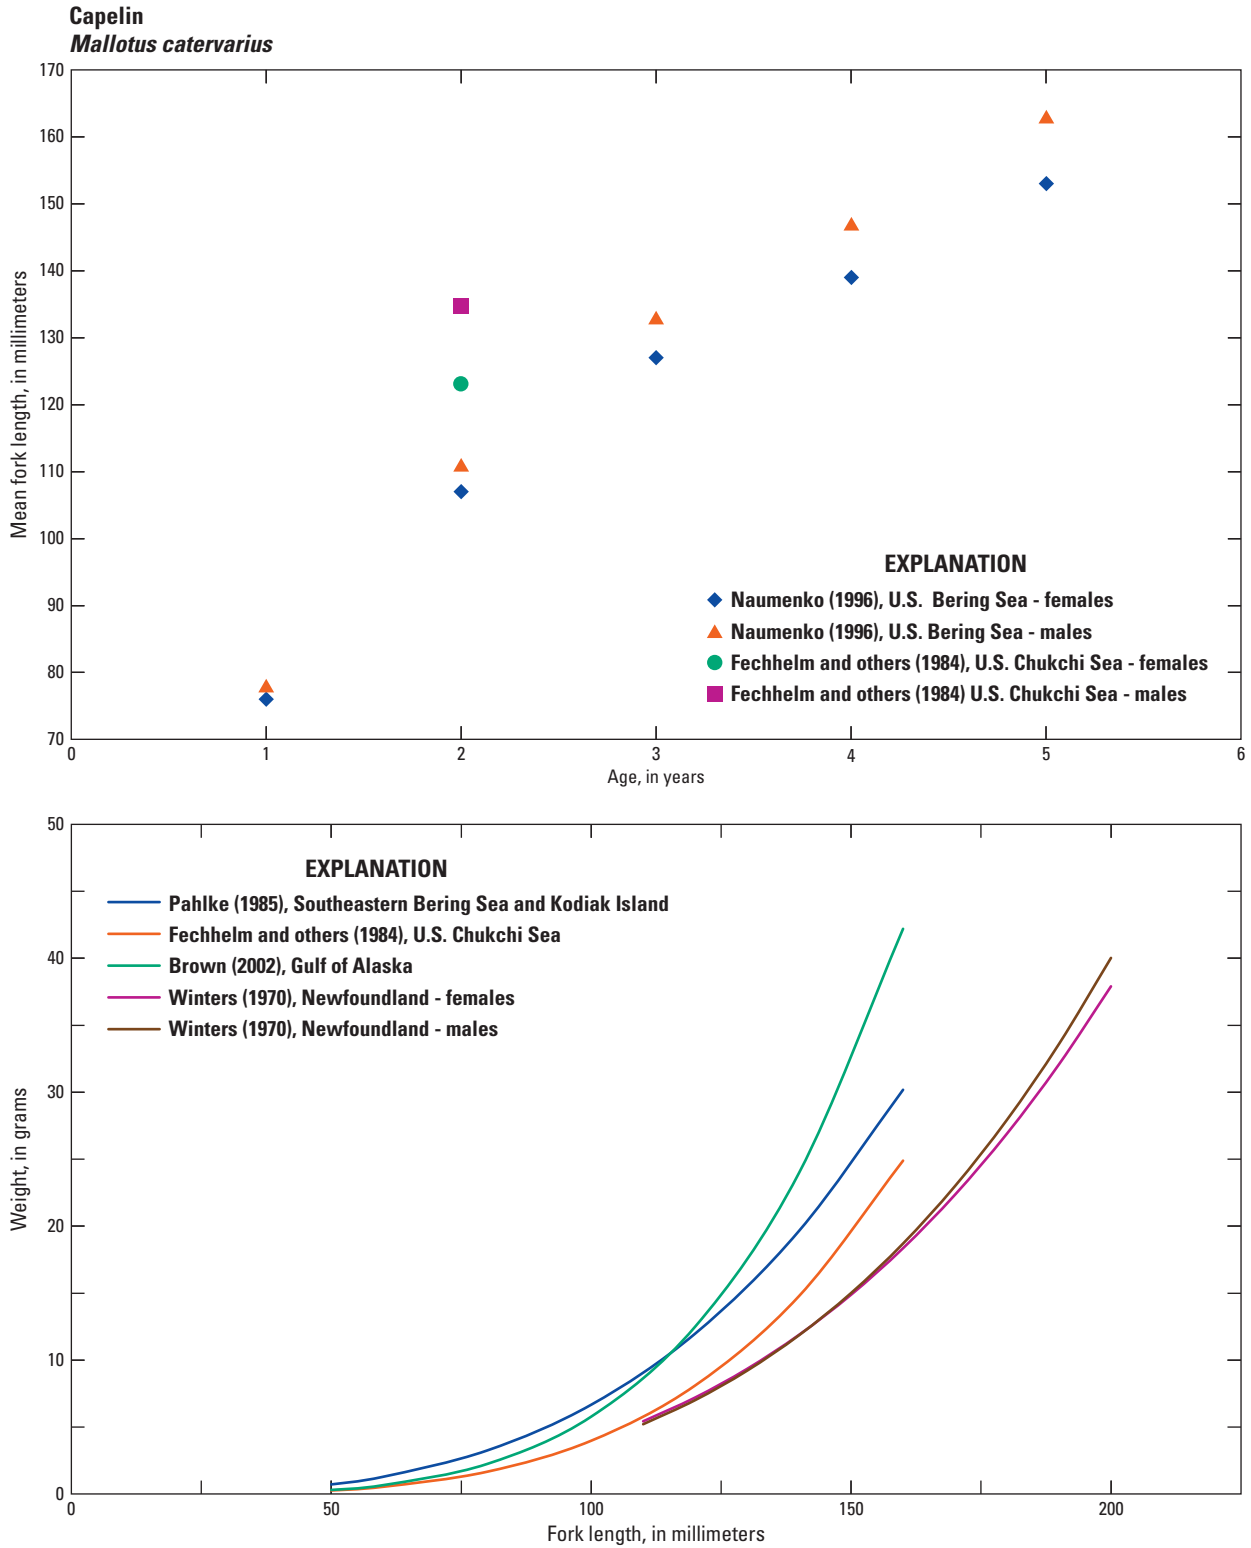 Capelin
Mallotus catervarius
170
160
150
140
130
120
110
100
90
80
70
Mean fork length, in millimeters
EXPLANATION
Naumenko (1996), U.S. Bering Sea - females
Naumenko (1996), U.S. Bering Sea - males
Fechhelm and others (1984), U.S. Chukchi Sea - females
Fechhelm and others (1984) U.S. Chukchi Sea - males
0 1 2 3 4 5 6
Age, in years
50
40
30
20
10
0
Weight, in grams
EXPLANATION
Pahlke (1985), Southeastern Bering Sea and Kodiak Island
Fechhelm and others (1984), U.S. Chukchi Sea
Brown (2002), Gulf of Alaska
Winters (1970), Newfoundland - females
Winters (1970), Newfoundland - males
0 50 100 150 200
Fork length, in millimeters